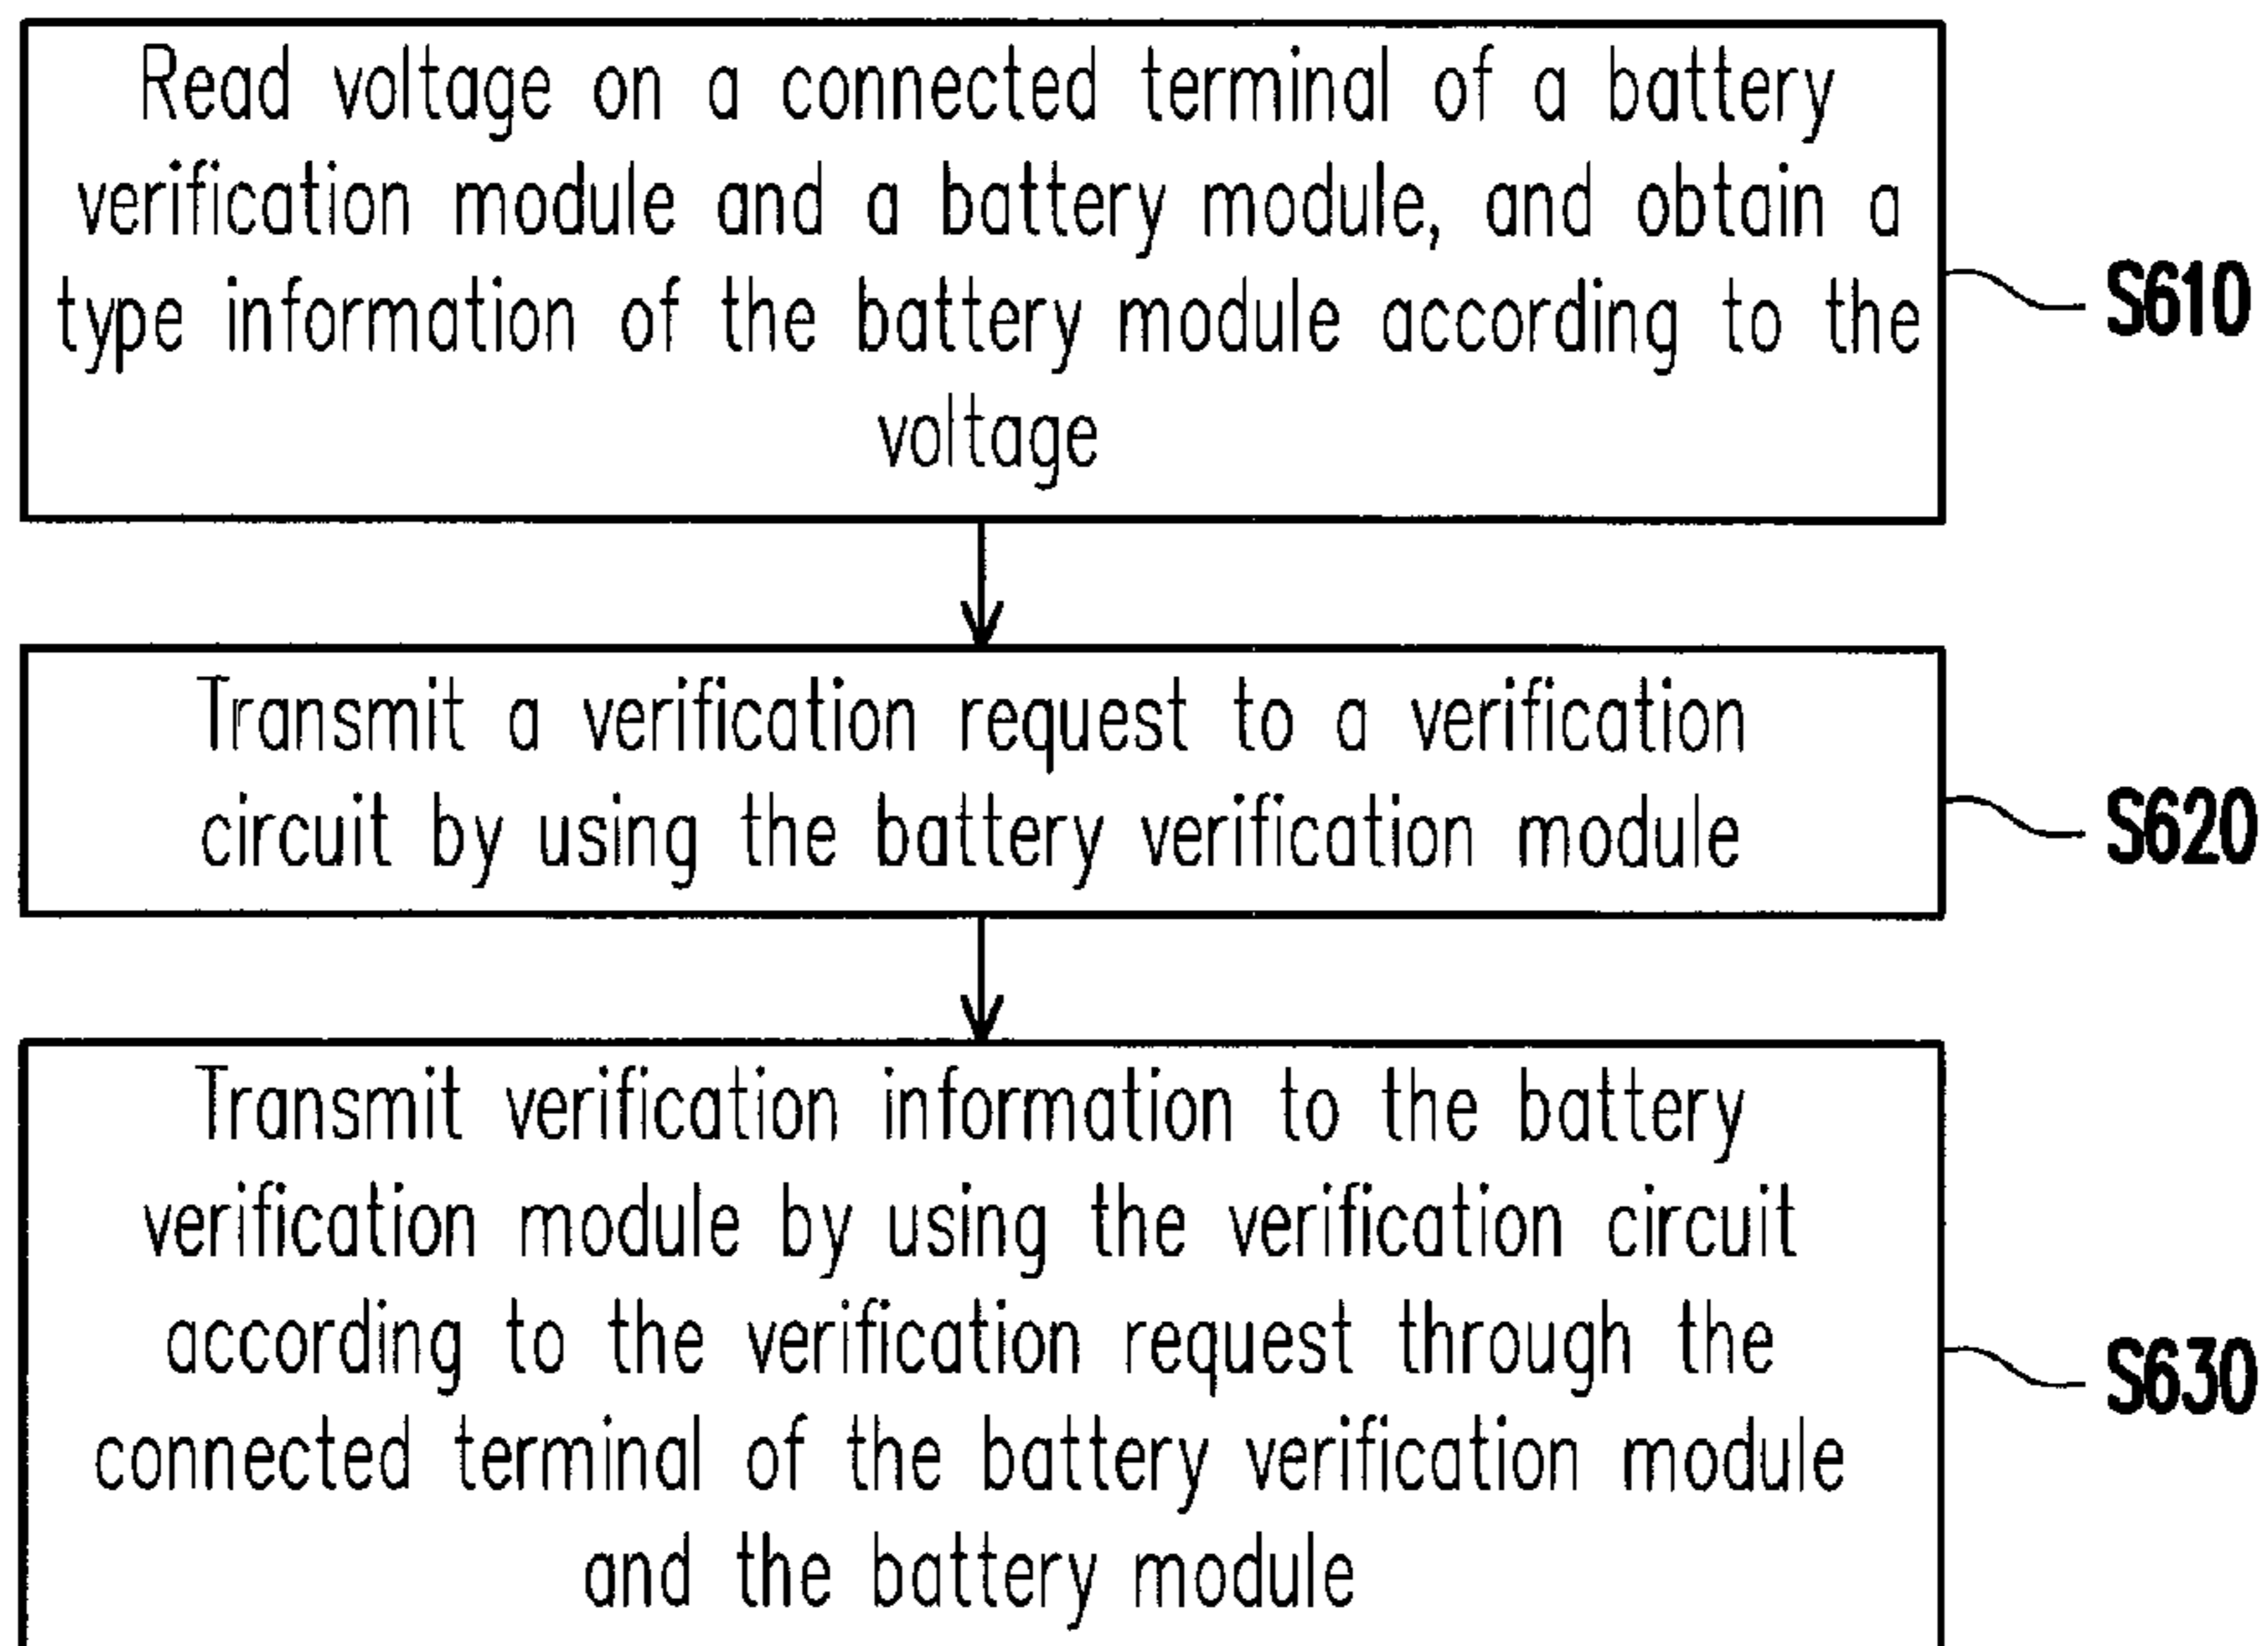 Read voltage on a connected terminal of a battery
verification module and a battery module, and obtain a
type information of the battery module according to the
voltage
S610
Transmit a verification request to a verification
circuit by using the battery verification module
S620
Transmit verification information to the battery
verification module by using the verification circuit
according to the verification request through the
connected terminal of the battery verification module
and the battery module
S630